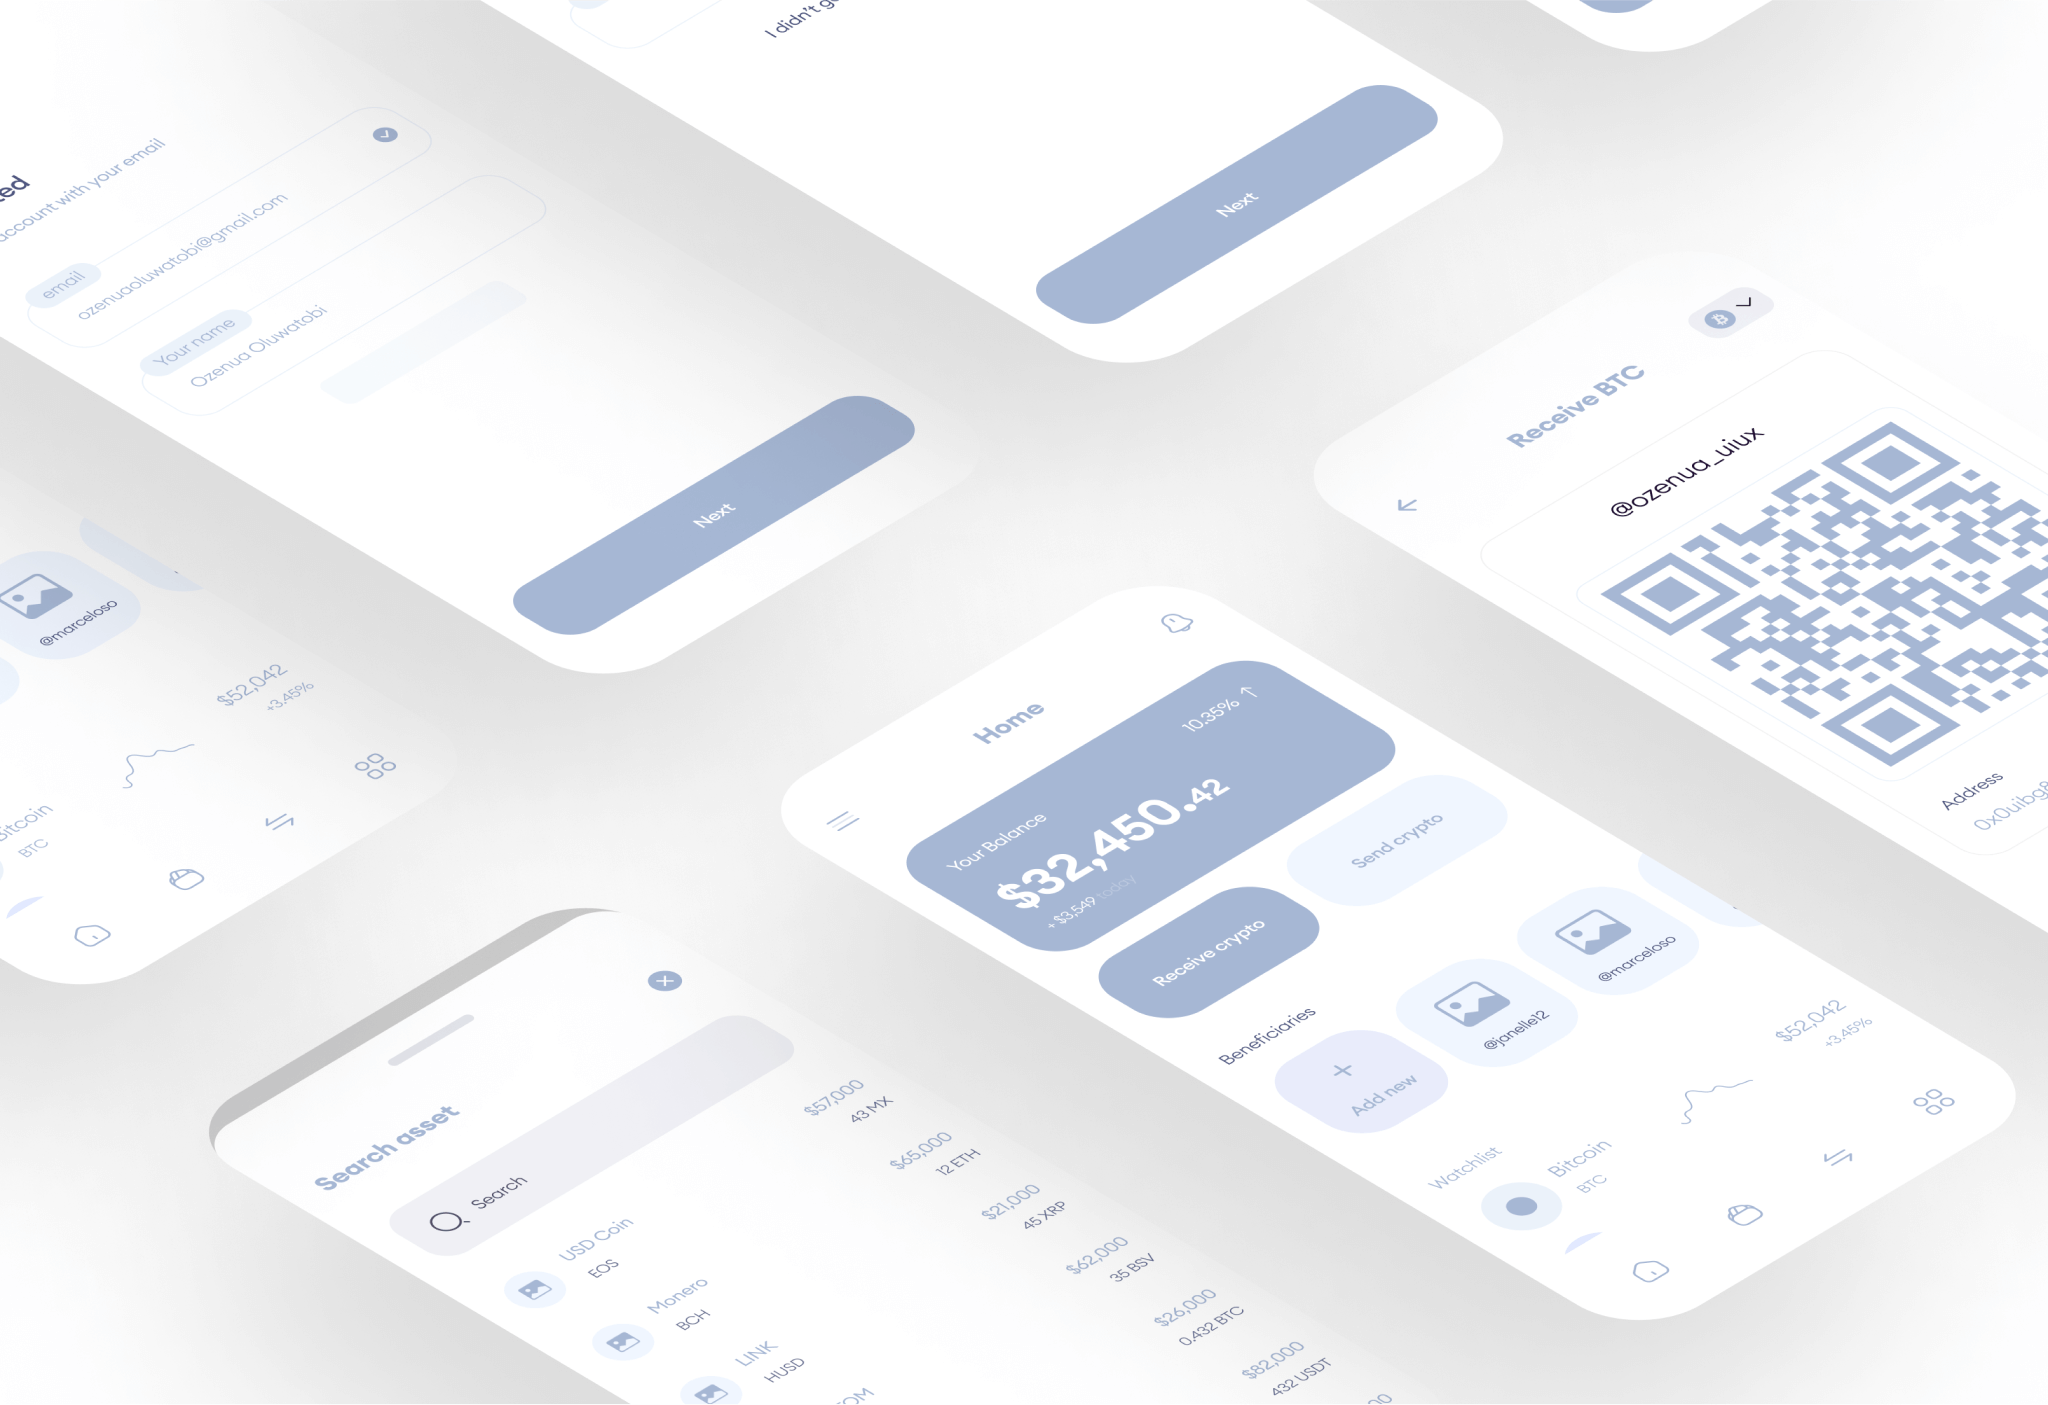 I didn't g
Next
ted
account with your email
email
ozenuaoluwatobi@gmail.com
Your name
Ozenua Oluwatobi
Next
@marceloso
$52,042
+3.45%
Bitcoin
BTC
Receive BTC
@ozenua_uiux
Address
0x0uibg8
Home
10.35%
Your Balance
$32,450.42
+$3,549 today
Receive crypto
Send crypto
Beneficiaries
Add new
@janelle12
@marceloso
Watchlist
Bitcoin
BTC
$52,042
+3.45%
Search asset
Search
USD Coin
EOS
$57,000
43 MX
Monero
BCH
$65,000
12 ETH
LINK
HUSD
$21,000
45 XRP
TOM
$62,000
35 BSV
$26,000
0.432 BTC
$82,000
432 USDT